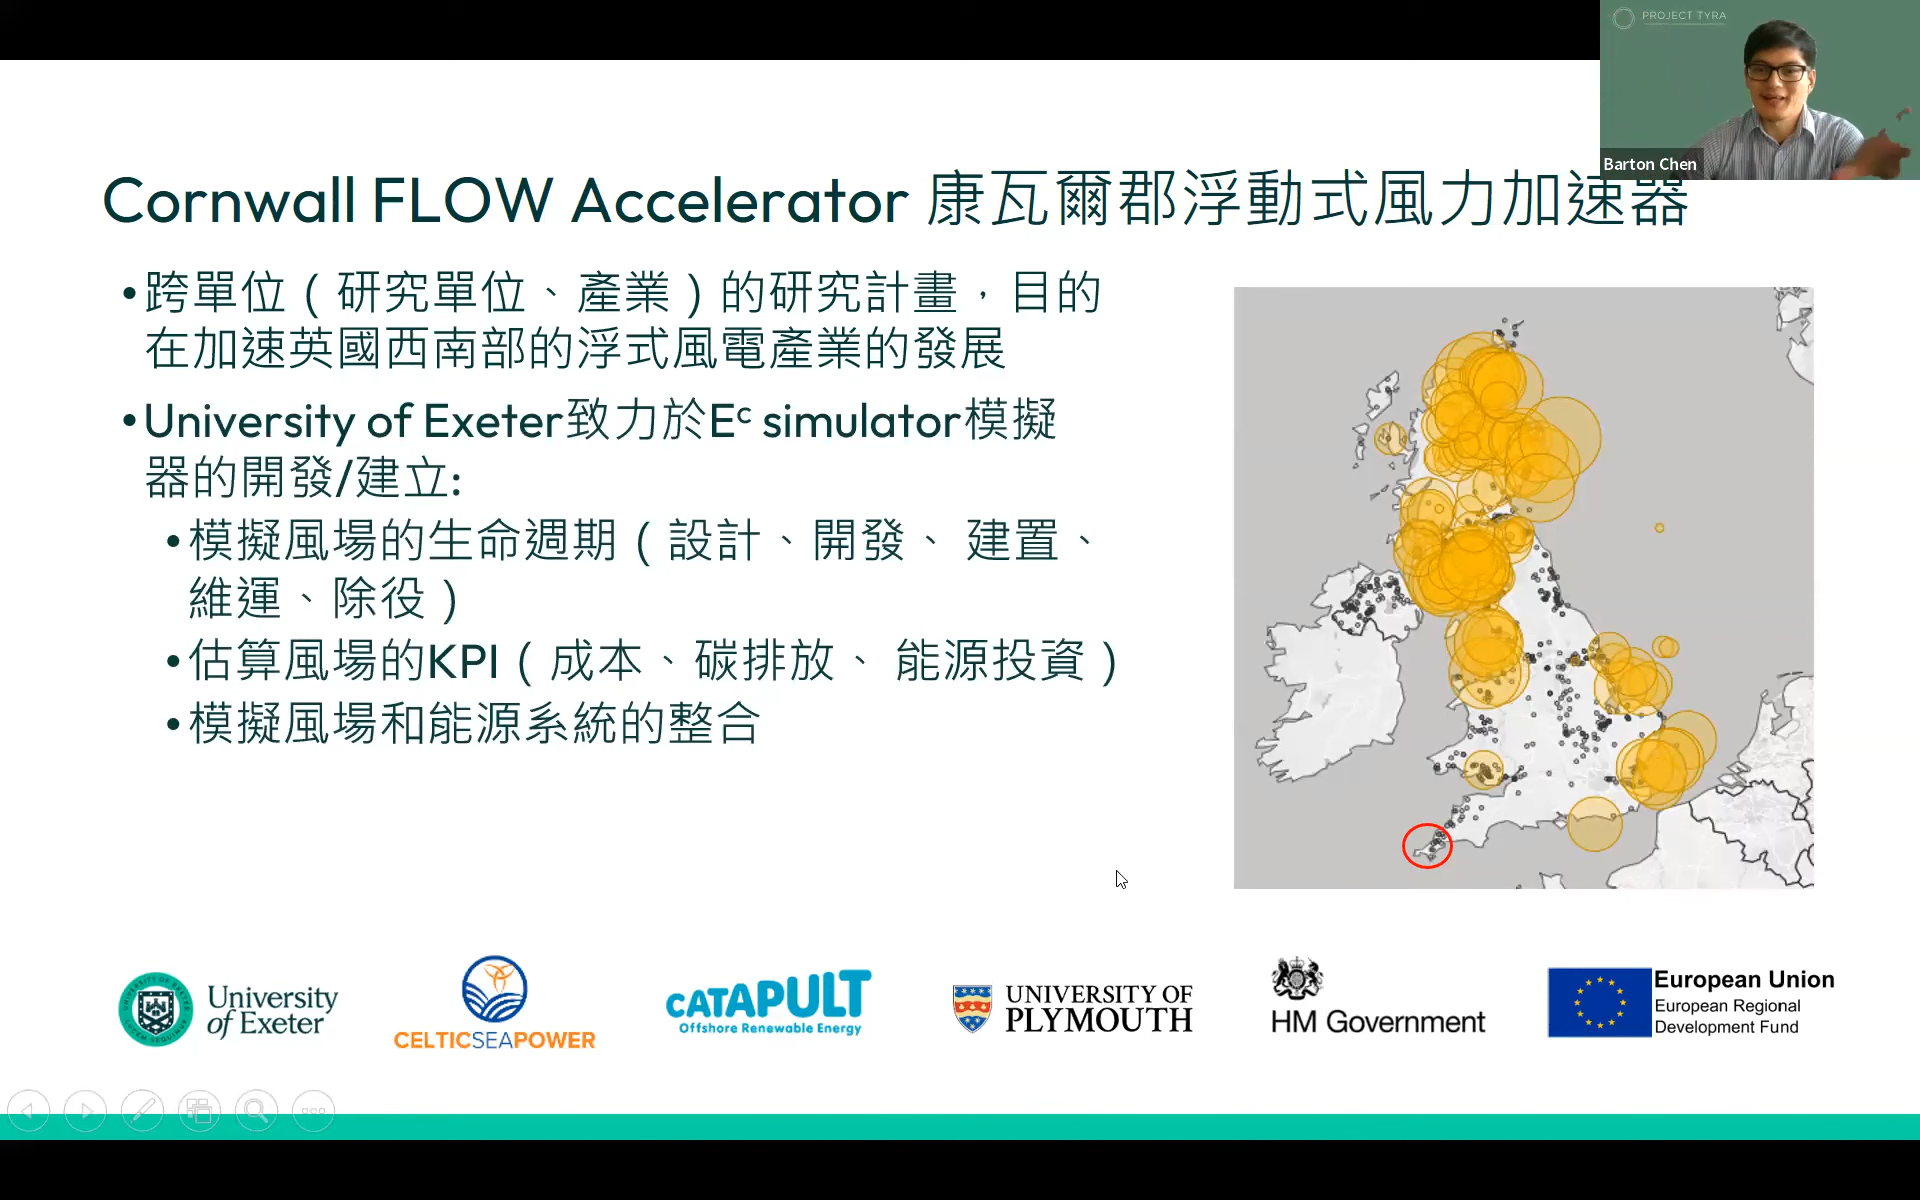 PROJECT TYRA
Barton Chen
Cornwall FLOW Accelerator 康瓦爾郡浮動式風力加速器
•跨單位（研究單位、產業）的研究計畫，目的
在加速英國西南部的浮式風電產業的發展
•University of Exeter致力於Eᶜ simulator模擬
器的開發/建立:
•模擬風場的生命週期（設計、開發、建置、
維運、除役）
•估算風場的KPI（成本、碳排放、能源投資）
•模擬風場和能源系統的整合
University
of Exeter
CELTICSEAPOWER
CATAPULT
Offshore Renewable Energy
UNIVERSITY OF
PLYMOUTH
HM Government
European Union
European Regional
Development Fund